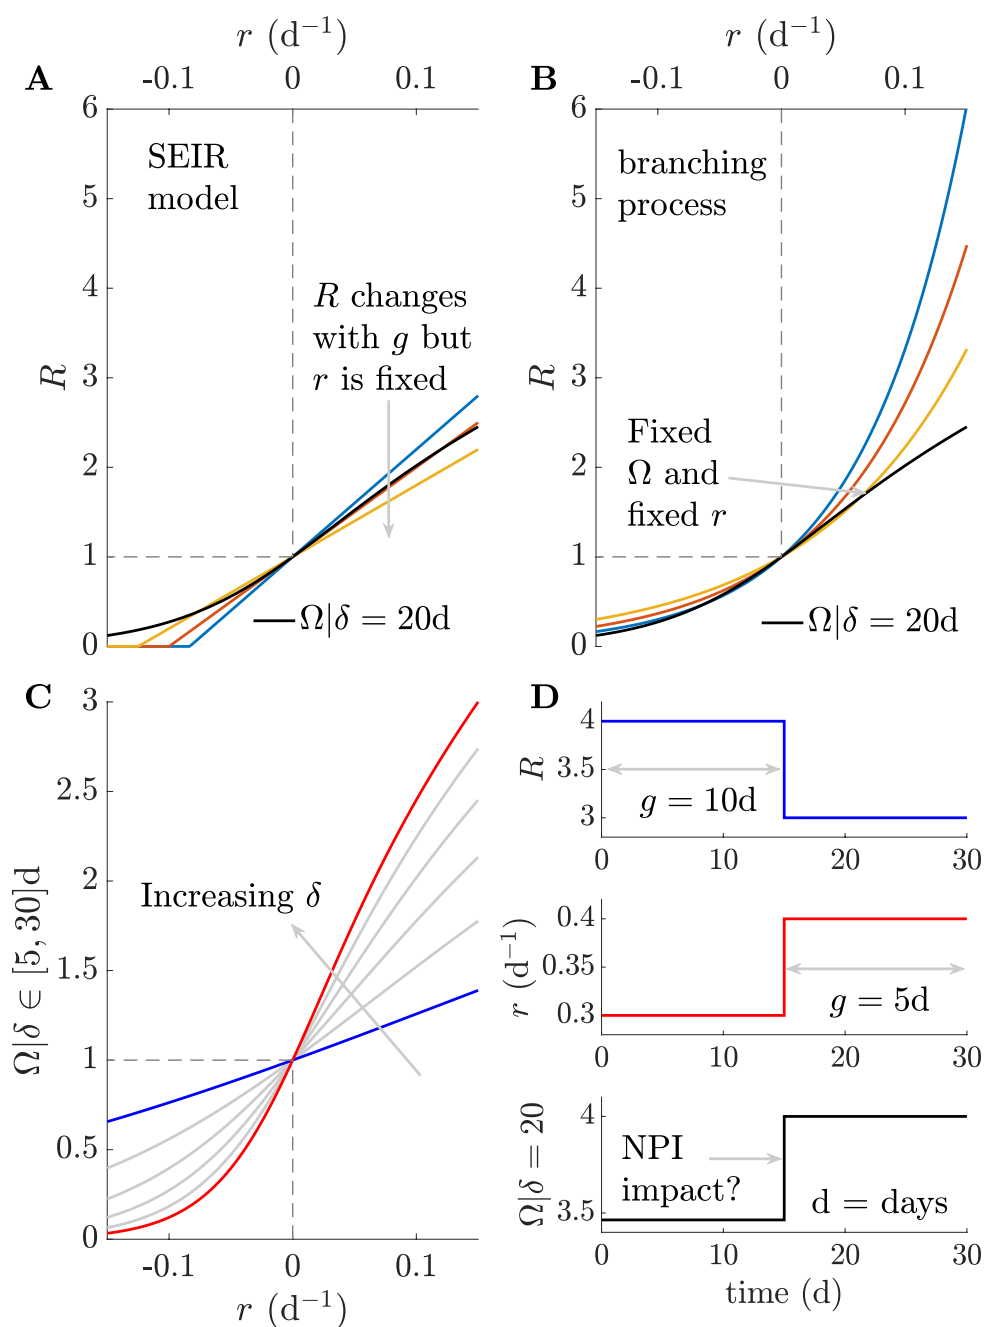 r (d⁻¹)
-0.1 0 0.1
A
6
5
4
3
2
1
0
R
SEIR
model
R changes
with g but
r is fixed
Ω|δ = 20d
r (d⁻¹)
-0.1 0 0.1
B
6
5
4
3
2
1
0
R
branching
process
Fixed
Ω and
fixed r
Ω|δ = 20d
C
3
2.5
2
1.5
1
0.5
0
Ω|δ ∈ [5, 30]d
Increasing δ
-0.1 0 0.1
r (d⁻¹)
D
4
3.5
3
R
g = 10d
0 10 20 30
0.4
0.35
0.3
r (d⁻¹)
g = 5d
0 10 20 30
4
3.5
Ω|δ = 20
NPI
impact?
d = days
0 10 20 30
time (d)